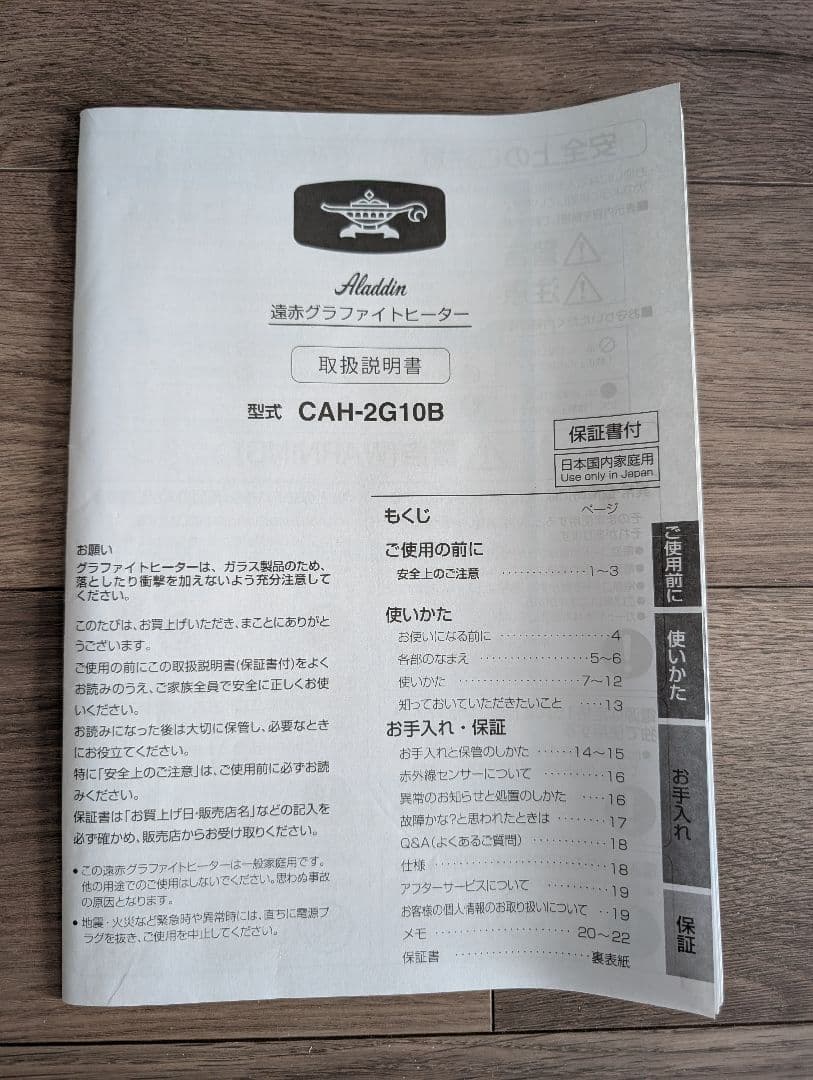 Aladdin
遠赤グラファイトヒーター
取扱説明書
型式 CAH-2G10B
保証書付
日本国内家庭用
Use only in Japan
お願い
グラファイトヒーターは、ガラス製品のため、
落としたり衝撃を加えないよう充分注意して
ください。
このたびは、お買上げいただき、まことにありがと
うございます。
ご使用の前にこの取扱説明書(保証書付)をよく
お読みのうえ、ご家族全員で安全に正しくお使
いください。
お読みになった後は大切に保管し、必要なとき
にお役立てください。
特に「安全上のご注意」は、ご使用前に必ずお読
みください。
保証書は「お買上げ日・販売店名」などの記入を
必ず確かめ、販売店からお受け取りください。
●この遠赤グラファイトヒーターは一般家庭用です。
他の用途でのご使用はしないでください。思わぬ事故
の原因となります。
●地震・火災など緊急時や異常時には、直ちに電源プ
ラグを抜き、ご使用を中止してください。
もくじ ページ
ご使用の前に
安全上のご注意 ‥‥‥‥‥‥1～3
使いかた
お使いになる前に ‥‥‥‥‥‥4
各部のなまえ ‥‥‥‥‥‥5～6
使いかた ‥‥‥‥‥‥7～12
知っておいていただきたいこと ‥‥13
お手入れ・保証
お手入れと保管のしかた ‥‥‥14～15
赤外線センサーについて ‥‥‥‥16
異常のお知らせと処置のしかた ‥‥16
故障かな?と思われたときは ‥‥‥17
Q&A(よくあるご質問) ‥‥‥‥18
仕様 ‥‥‥‥‥‥‥‥18
アフターサービスについて ‥‥‥‥19
お客様の個人情報のお取り扱いについて ‥19
メモ ‥‥‥‥‥‥‥20～22
保証書 ‥‥‥‥‥‥‥裏表紙
ご使用前に
使いかた
お手入れ
保証